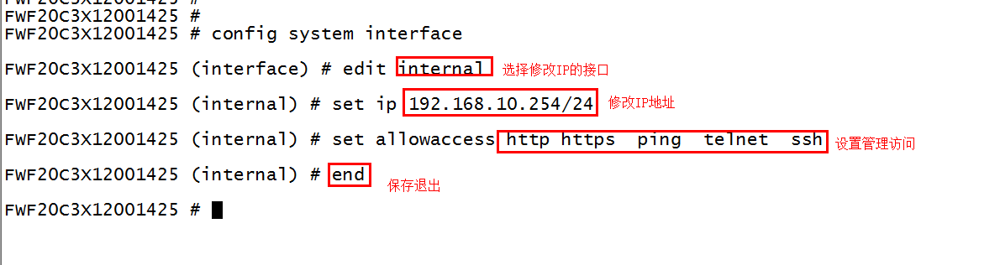 FWF20C3X12001425 #
FWF20C3X12001425 #
FWF20C3X12001425 # config system interface
FWF20C3X12001425 (interface) # edit internal 选择修改IP的接口
FWF20C3X12001425 (internal) # set ip 192.168.10.254/24 修改IP地址
FWF20C3X12001425 (internal) # set allowaccess http https  ping  telnet  ssh 设置管理访问
FWF20C3X12001425 (internal) # end 保存退出
FWF20C3X12001425 #